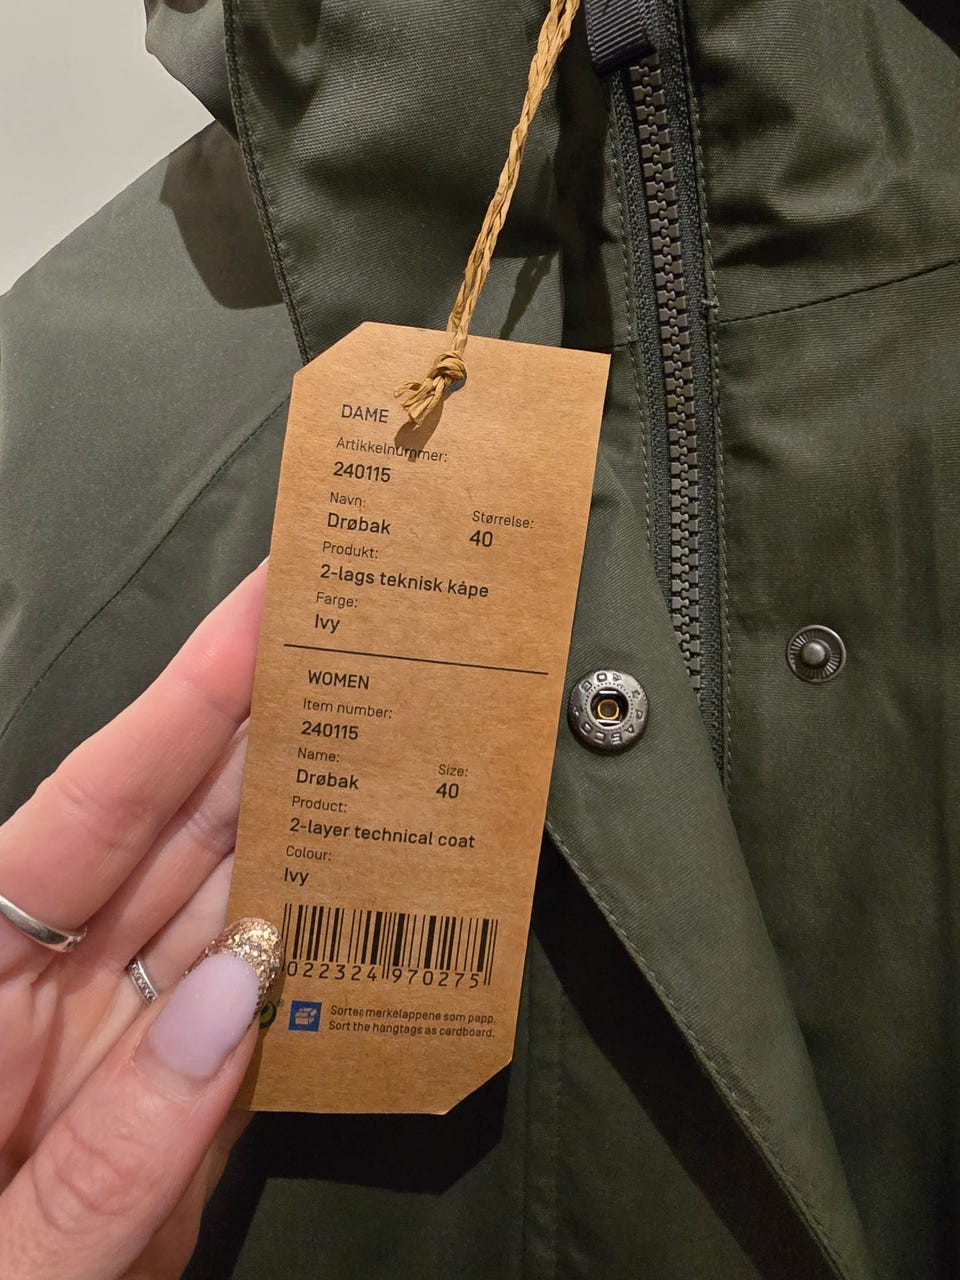 DAME
Artikkelnummer:
240115
Navn:
Drøbak
Størrelse:
40
Produkt:
2-lags teknisk kåpe
Farge:
Ivy
WOMEN
Item number:
240115
Name:
Drøbak
Size:
40
Product:
2-layer technical coat
Colour:
Ivy
022324 970275
Sorter merkelappene som papp.
Sort the hangtags as cardboard.